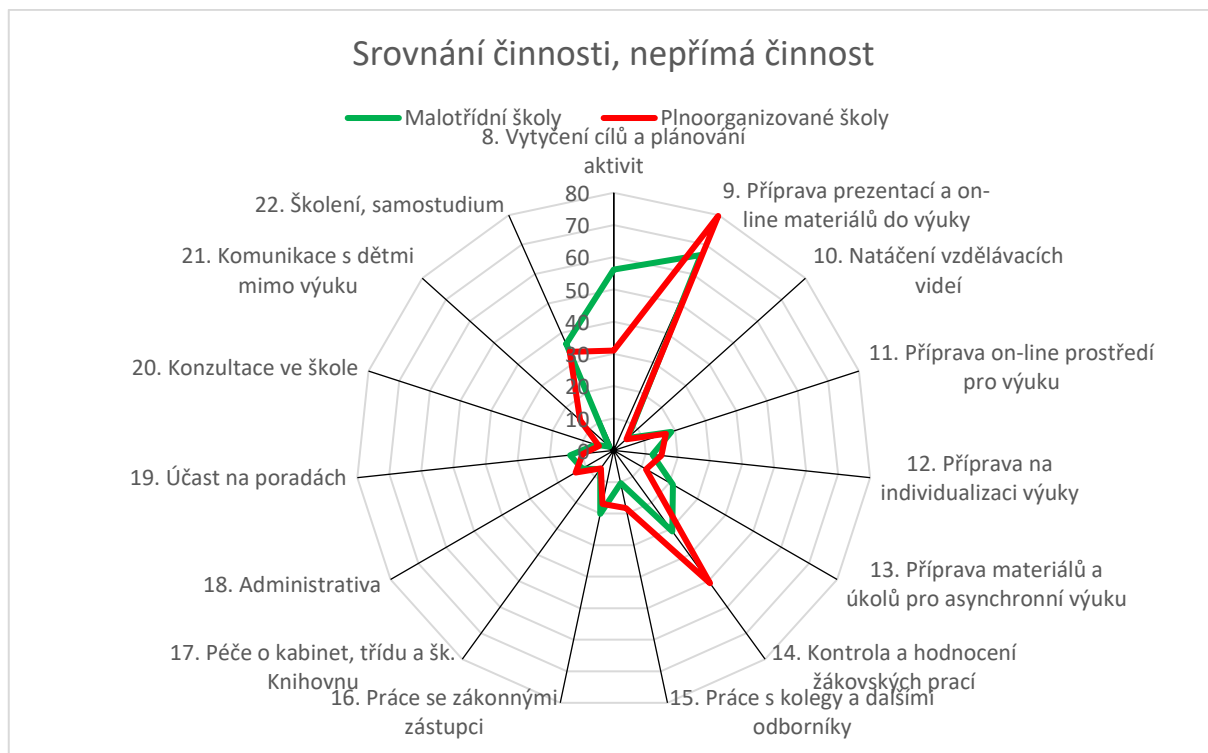 Srovnání činnosti, nepřímá činnost
Malotřídní školy
Plnoorganizované školy
8. Vytyčení cílů a plánování
aktivit
9. Příprava prezentací a on-
line materiálů do výuky
10. Natáčení vzdělávacích
videí
11. Příprava on-line prostředí
pro výuku
12. Příprava na
individualizaci výuky
13. Příprava materiálů a
úkolů pro asynchronní výuku
14. Kontrola a hodnocení
žákovských prací
15. Práce s kolegy a dalšími
odborníky
16. Práce se zákonnými
zástupci
17. Péče o kabinet, třídu a šk.
Knihovnu
18. Administrativa
19. Účast na poradách
20. Konzultace ve škole
21. Komunikace s dětmi
mimo výuku
22. Školení, samostudium
80
70
60
50
40
30
20
10
0